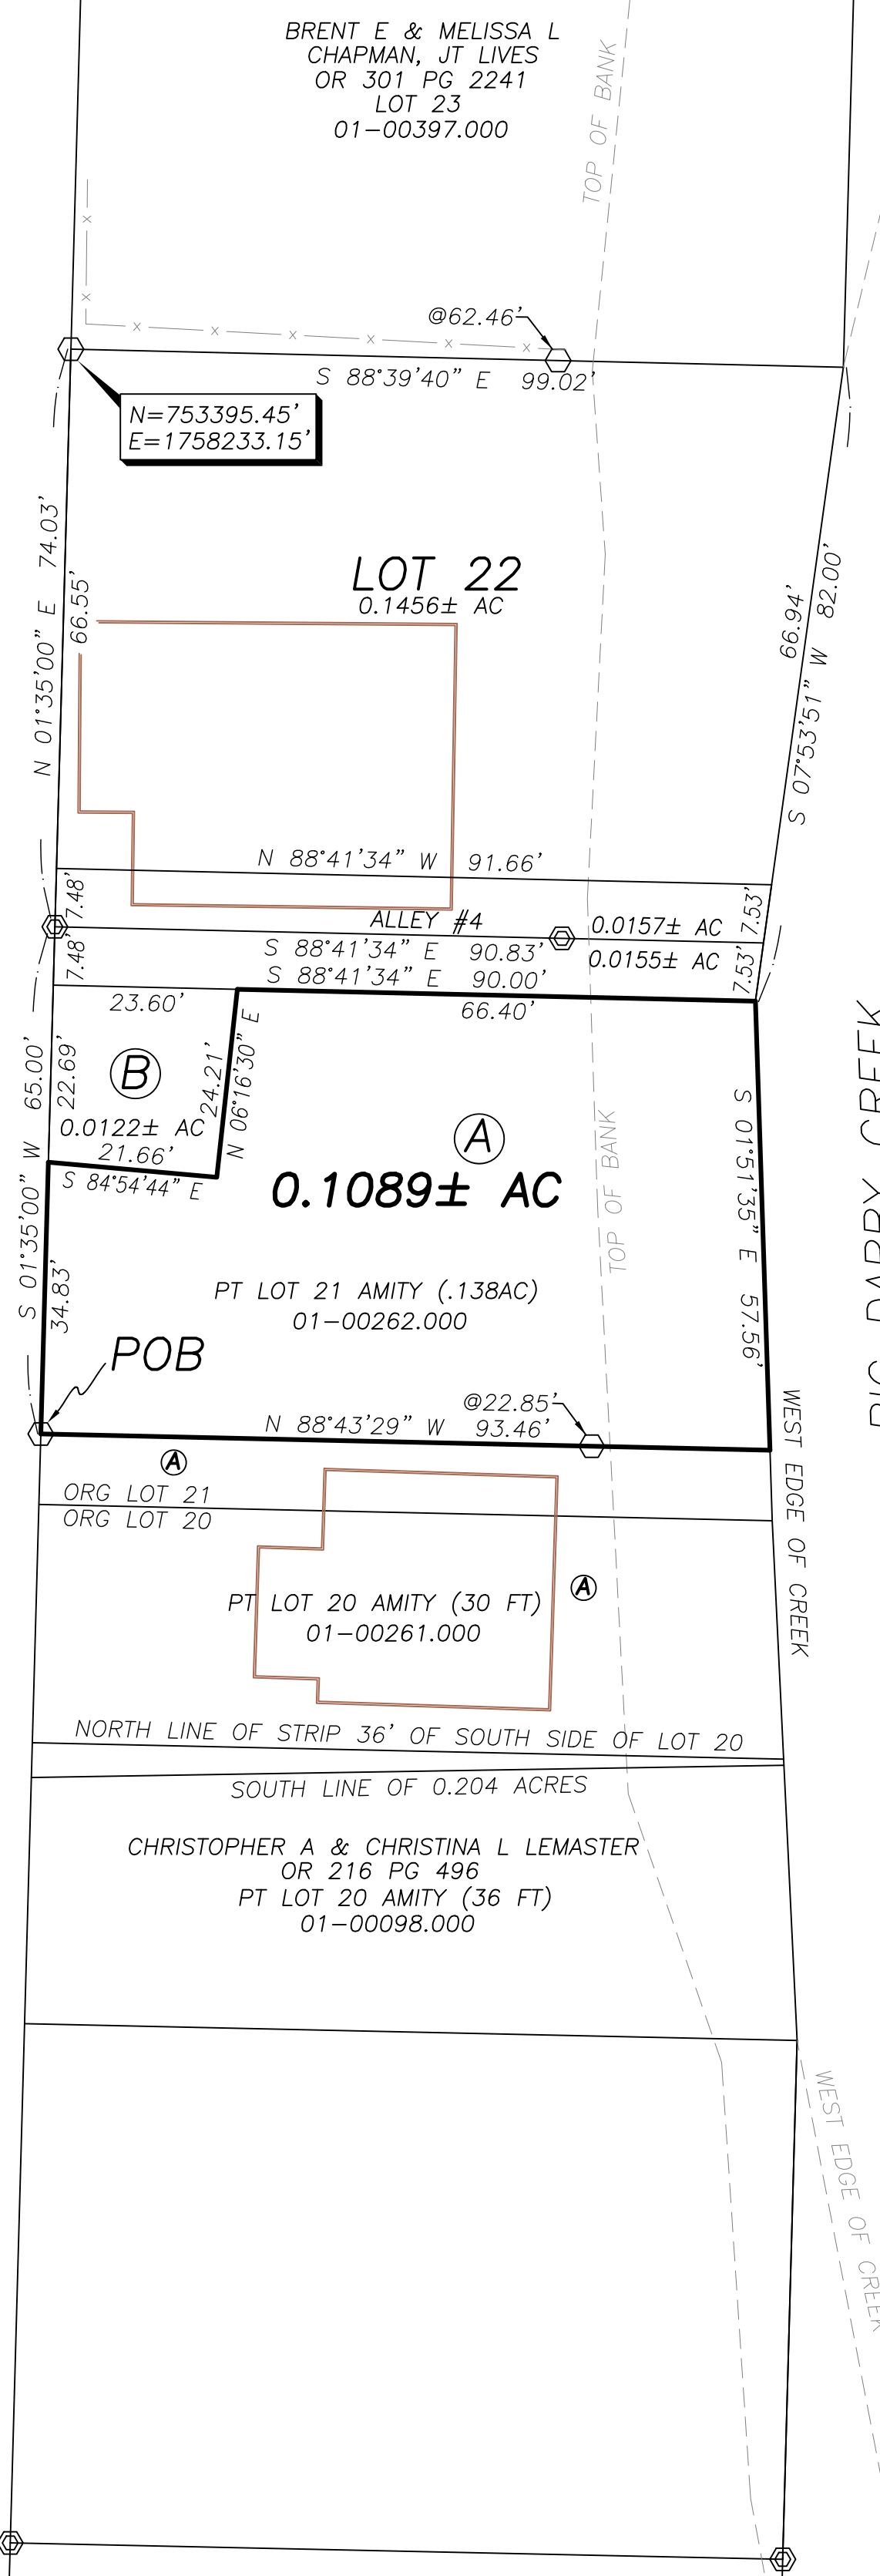 BRENT E & MELISSA L
CHAPMAN, JT LIVES
OR 301 PG 2241
LOT 23
01-00397.000
TOP OF BANK
@62.46'
S 88°39'40" E 99.02'
N=753395.45'
E=1758233.15'
N 01°35'00" E 74.03'
66.55'
LOT 22
0.1456± AC
66.94'
S 07°53'51" W 82.00'
N 88°41'34" W 91.66'
7.48'
7.53'
ALLEY #4
0.0157± AC
S 88°41'34" E 90.83'
0.0155± AC
7.48'
7.53'
S 88°41'34" E 90.00'
23.60'
66.40'
S 01°35'00" W 65.00'
22.69'
B
24.21'
N 06°16'30" E
0.0122± AC
21.66'
S 84°54'44" E
A
0.1089± AC
TOP OF BANK
S 01°51'35" E 57.56'
BIG DARBY CREEK
34.83'
PT LOT 21 AMITY (.138AC)
01-00262.000
POB
@22.85'
N 88°43'29" W 93.46'
WEST EDGE OF CREEK
A
ORG LOT 21
ORG LOT 20
A
PT LOT 20 AMITY (30 FT)
01-00261.000
NORTH LINE OF STRIP 36' OF SOUTH SIDE OF LOT 20
SOUTH LINE OF 0.204 ACRES
CHRISTOPHER A & CHRISTINA L LEMASTER
OR 216 PG 496
PT LOT 20 AMITY (36 FT)
01-00098.000
WEST EDGE OF CREEK